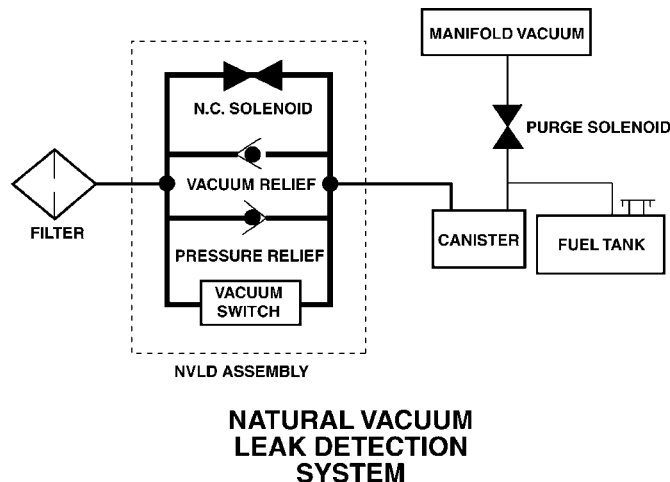 MANIFOLD VACUUM
N.C. SOLENOID
PURGE SOLENOID
VACUUM RELIEF
FILTER
CANISTER
FUEL TANK
PRESSURE RELIEF
VACUUM
SWITCH
NVLD ASSEMBLY
NATURAL VACUUM
LEAK DETECTION
SYSTEM